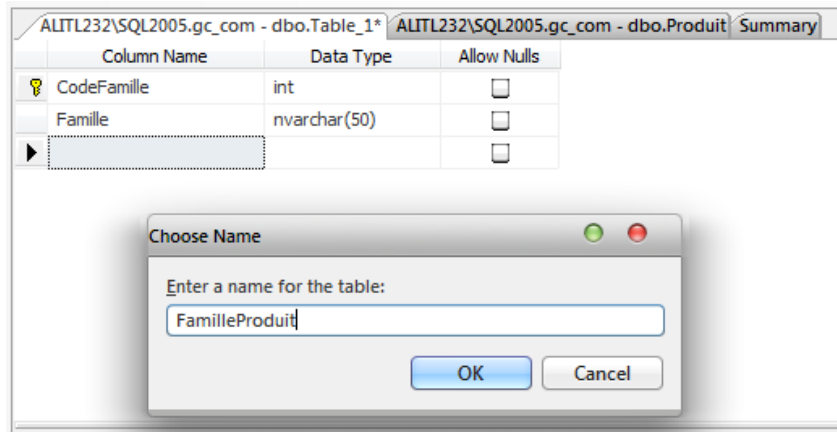 ALITL232\SQL2005.gc_com - dbo.Table_1* ALITL232\SQL2005.gc_com - dbo.Produit Summary
Column Name Data Type Allow Nulls
CodeFamille int
Famille nvarchar(50)
Choose Name
Enter a name for the table:
FamilleProduit
OK Cancel